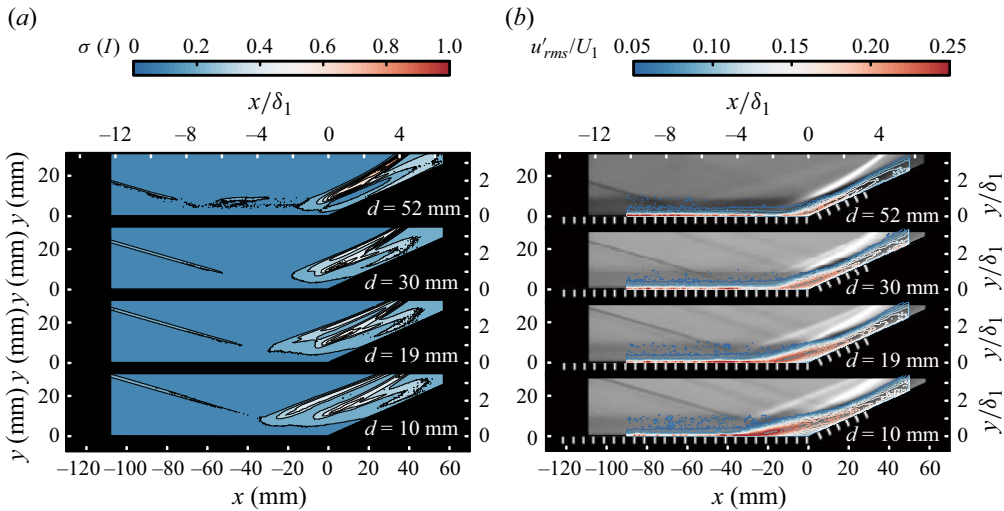 (a)
(b)
σ (I) 0 0.2 0.4 0.6 0.8 1.0
u′rms/U1 0.05 0.10 0.15 0.20 0.25
x/δ1
x/δ1
–12 –8 –4 0 4
–12 –8 –4 0 5
20
0
y (mm)
d = 52 mm
2
0
20
0
y (mm)
d = 30 mm
2
0
20
0
y (mm)
d = 19 mm
2
0
20
0
y (mm)
d = 10 mm
2
0
–120 –100 –80 –60 –40 –20 0 20 40 60
x (mm)
20
0
d = 52 mm
2
0
y/δ1
20
0
d = 30 mm
2
0
y/δ1
20
0
d = 19 mm
2
0
y/δ1
20
0
d = 10 mm
2
0
y/δ1
–120 –100 –80 –60 –40 –20 0 20 40 60
x (mm)